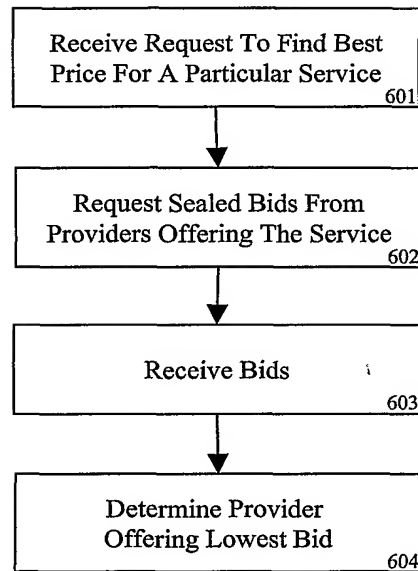 Receive Request To Find Best
Price For A Particular Service
601
Request Sealed Bids From
Providers Offering The Service
602
Receive Bids
603
Determine Provider
Offering Lowest Bid
604